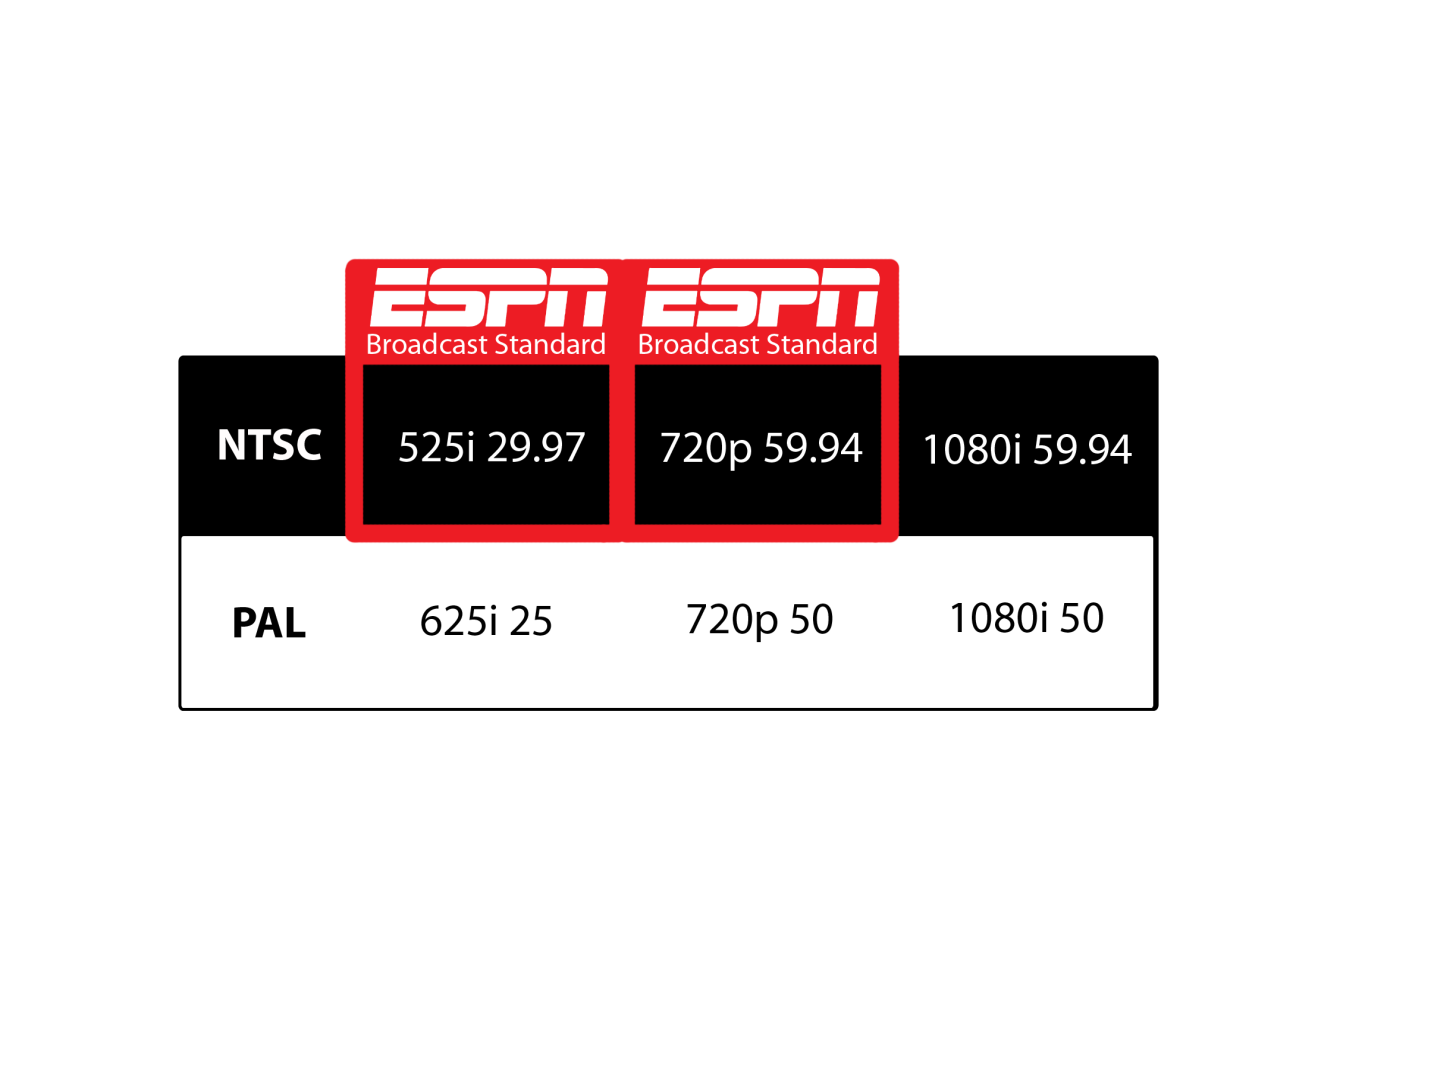 ESPN ESPN
Broadcast Standard Broadcast Standard
NTSC 525i 29.97 720p 59.94 1080i 59.94
PAL 625i 25 720p 50 1080i 50